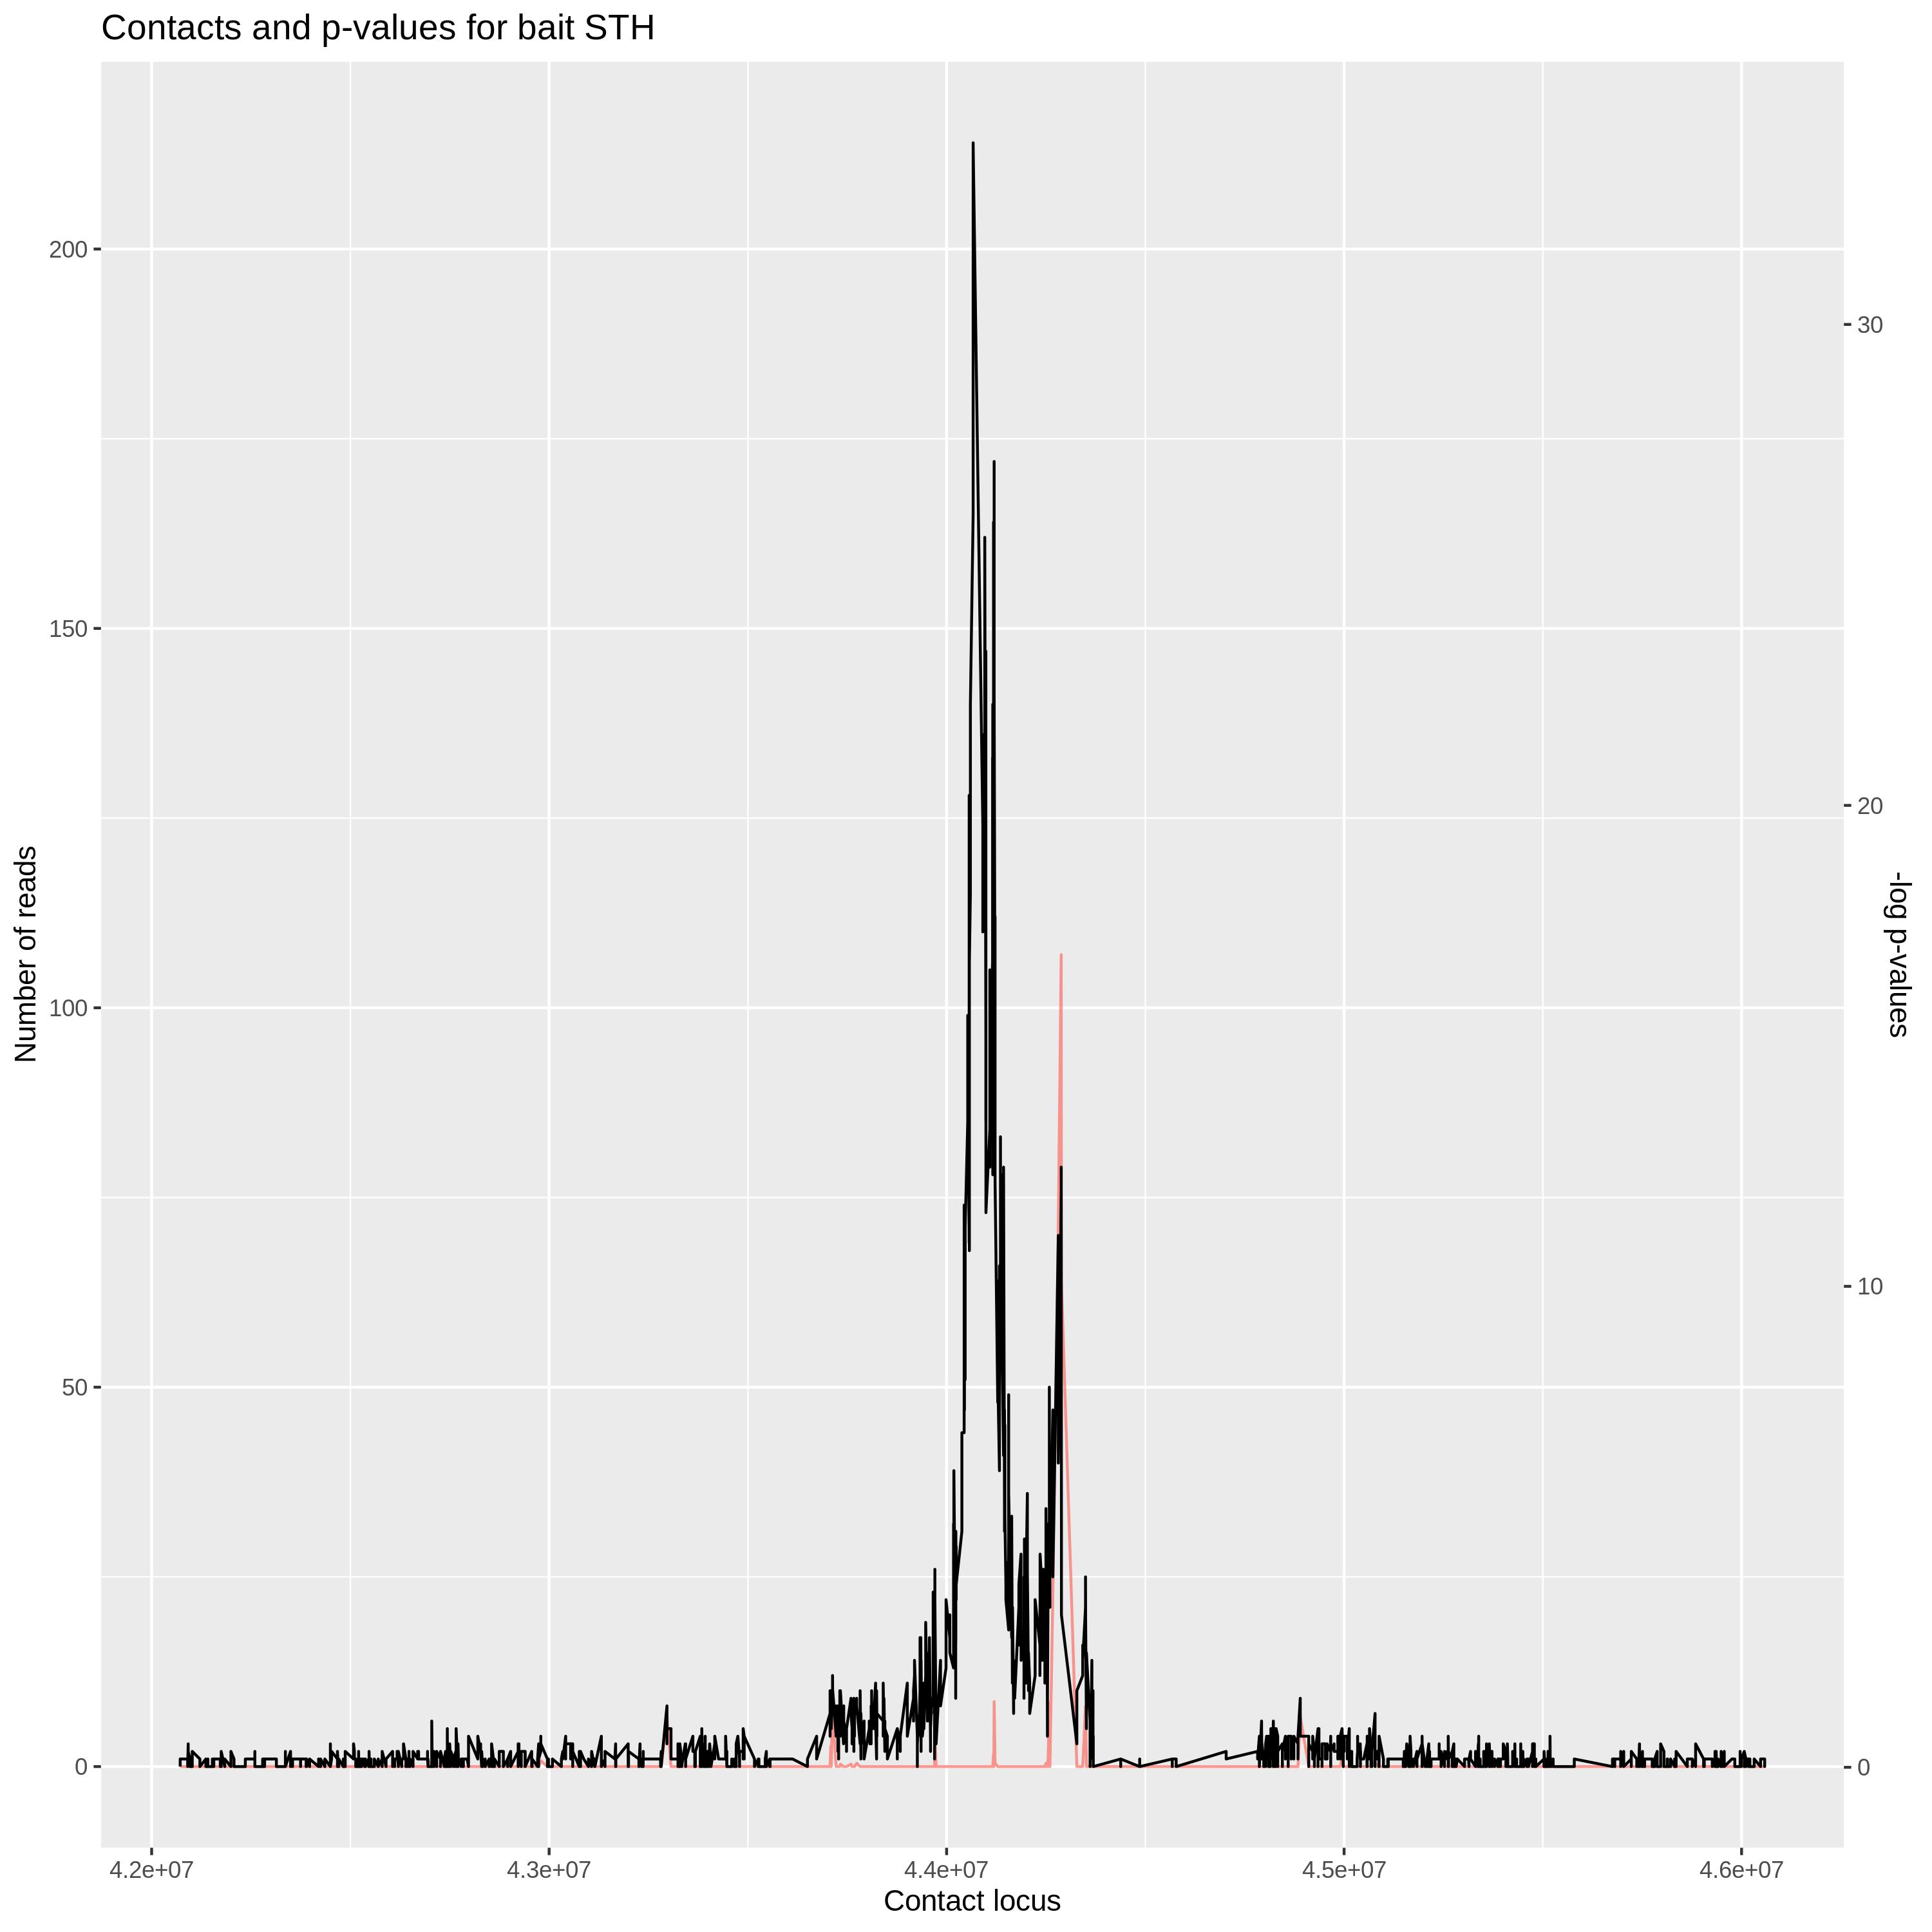 Contacts and p-values for bait STH
200
150
100
50
0
Number of reads
30
20
10
0
-log p-values
4.2e+07 4.3e+07 4.4e+07 4.5e+07 4.6e+07
Contact locus